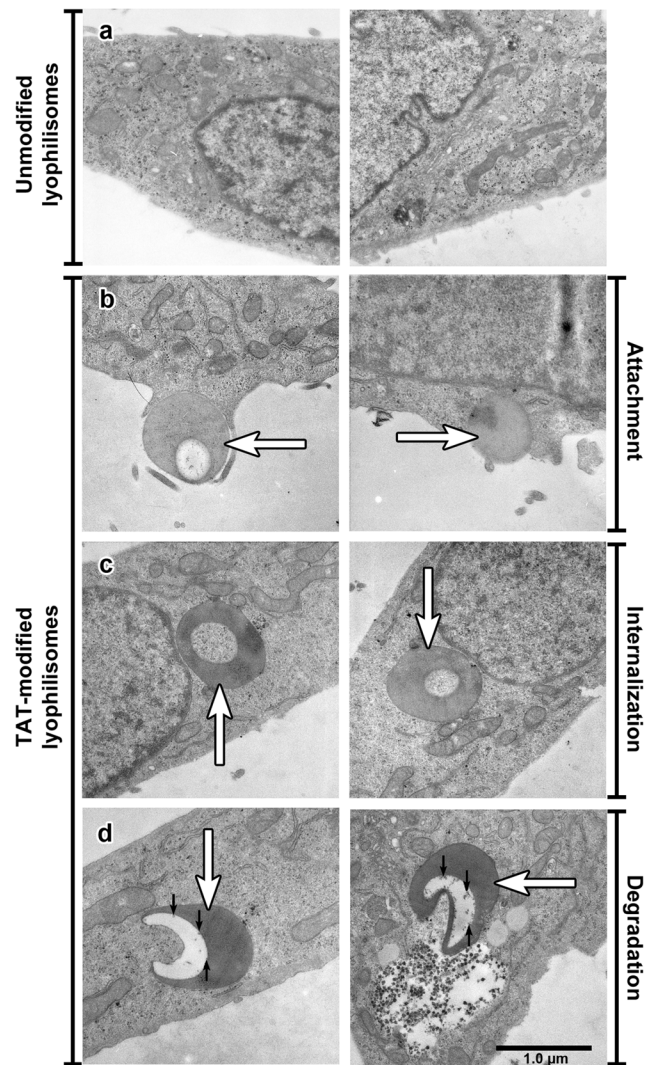 Unmodified
lyophilisomes
a
TAT-modified
lyophilisomes
b
Attachment
c
Internalization
d
Degradation
1.0 µm